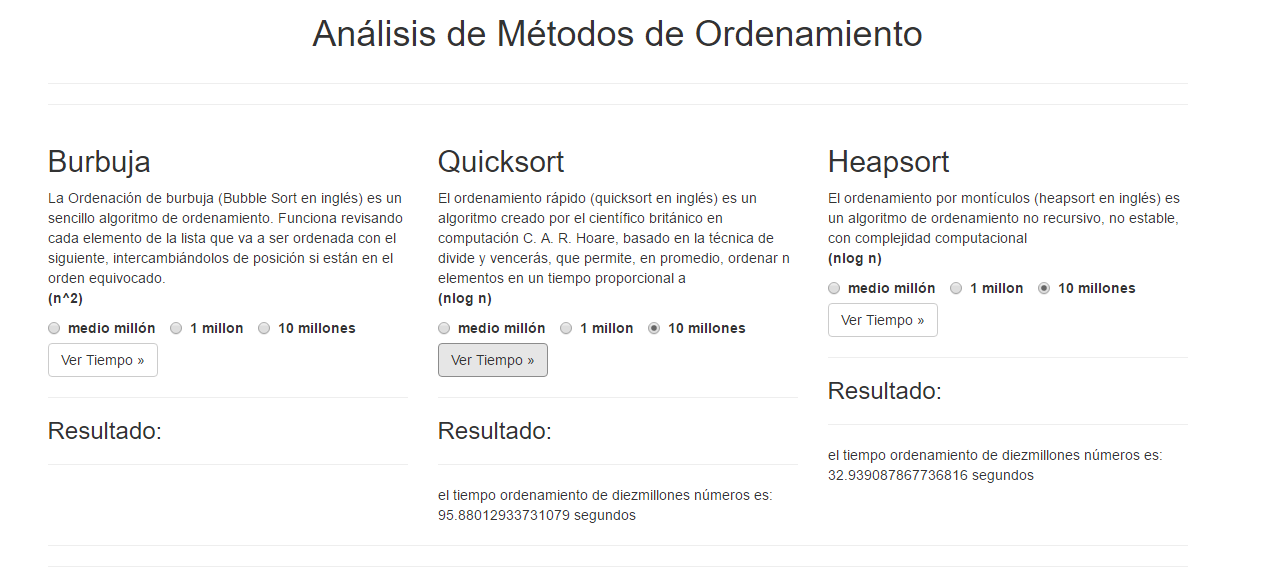 Análisis de Métodos de Ordenamiento
Burbuja
La Ordenación de burbuja (Bubble Sort en inglés) es un
sencillo algoritmo de ordenamiento. Funciona revisando
cada elemento de la lista que va a ser ordenada con el
siguiente, intercambiándolos de posición si están en el
orden equivocado.
(n^2)
medio millón 1 millon 10 millones
Ver Tiempo »
Resultado:
Quicksort
El ordenamiento rápido (quicksort en inglés) es un
algoritmo creado por el científico británico en
computación C. A. R. Hoare, basado en la técnica de
divide y vencerás, que permite, en promedio, ordenar n
elementos en un tiempo proporcional a
(nlog n)
medio millón 1 millon 10 millones
Ver Tiempo »
Resultado:
el tiempo ordenamiento de diezmillones números es:
95.88012933731079 segundos
Heapsort
El ordenamiento por montículos (heapsort en inglés) es
un algoritmo de ordenamiento no recursivo, no estable,
con complejidad computacional
(nlog n)
medio millón 1 millon 10 millones
Ver Tiempo »
Resultado:
el tiempo ordenamiento de diezmillones números es:
32.939087867736816 segundos